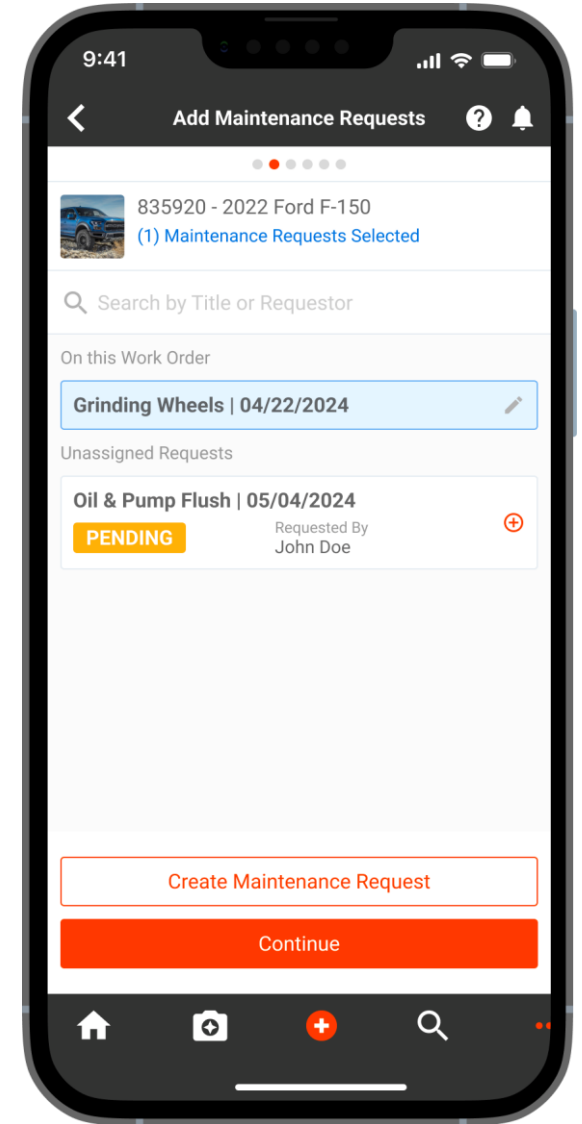 9:41
Add Maintenance Requests
835920 - 2022 Ford F-150
(1) Maintenance Requests Selected
Search by Title or Requestor
On this Work Order
Grinding Wheels | 04/22/2024
Unassigned Requests
Oil & Pump Flush | 05/04/2024
PENDING
Requested By
John Doe
Create Maintenance Request
Continue